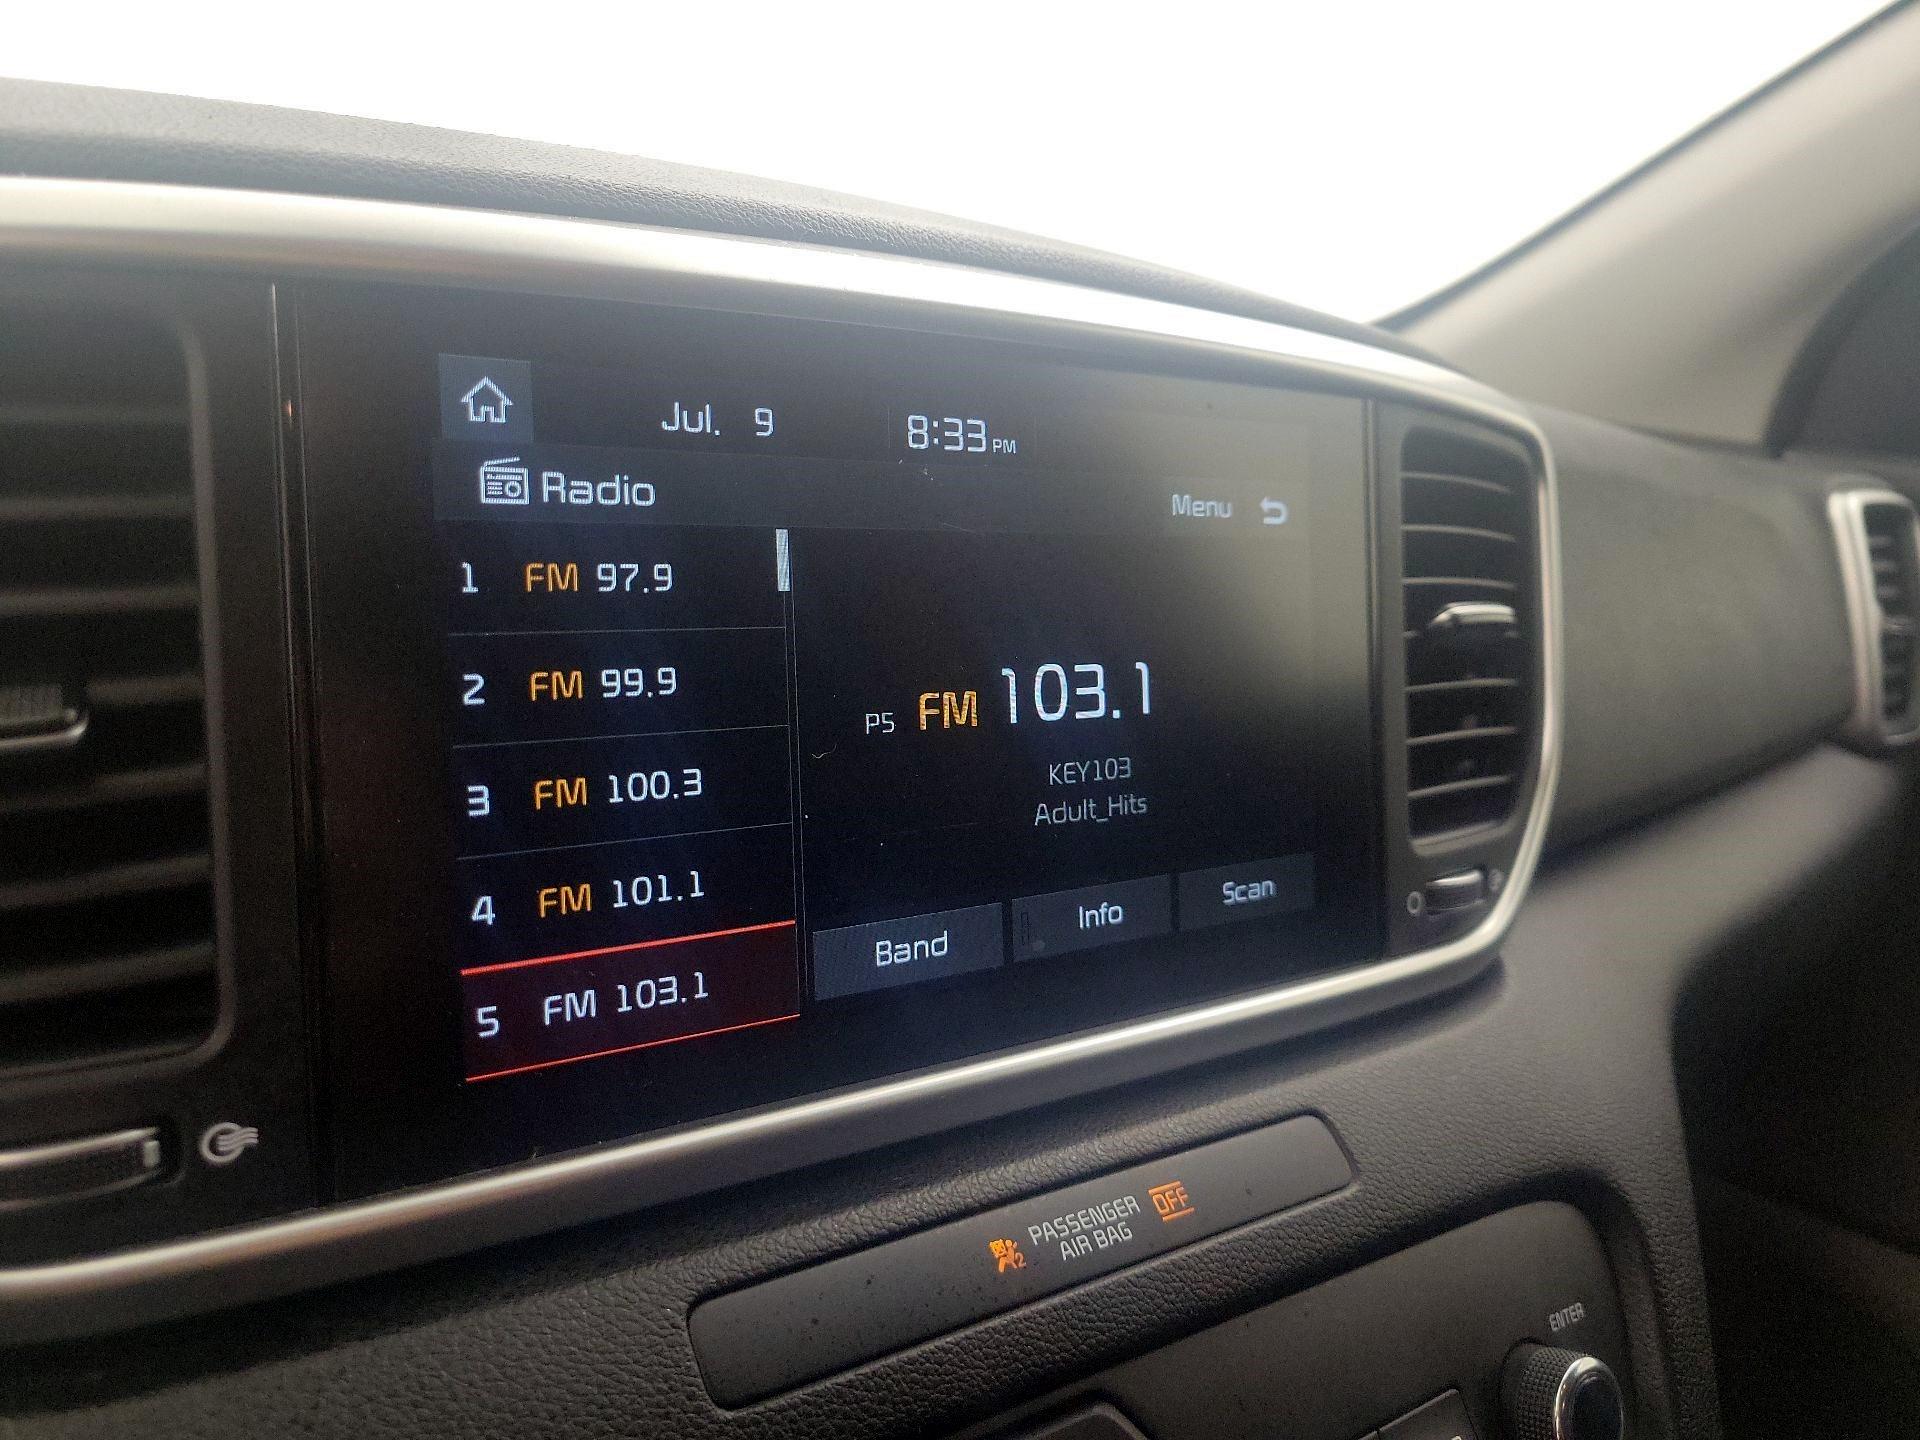 Jul. 9 8:33 PM
Radio
Menu
1 FM 97.9
2 FM 99.9
3 FM 100.3
4 FM 101.1
5 FM 103.1
P5 FM 103.1
KEY103
Adult_Hits
Band Info Scan
2 PASSENGER AIR BAG OFF
ENTER